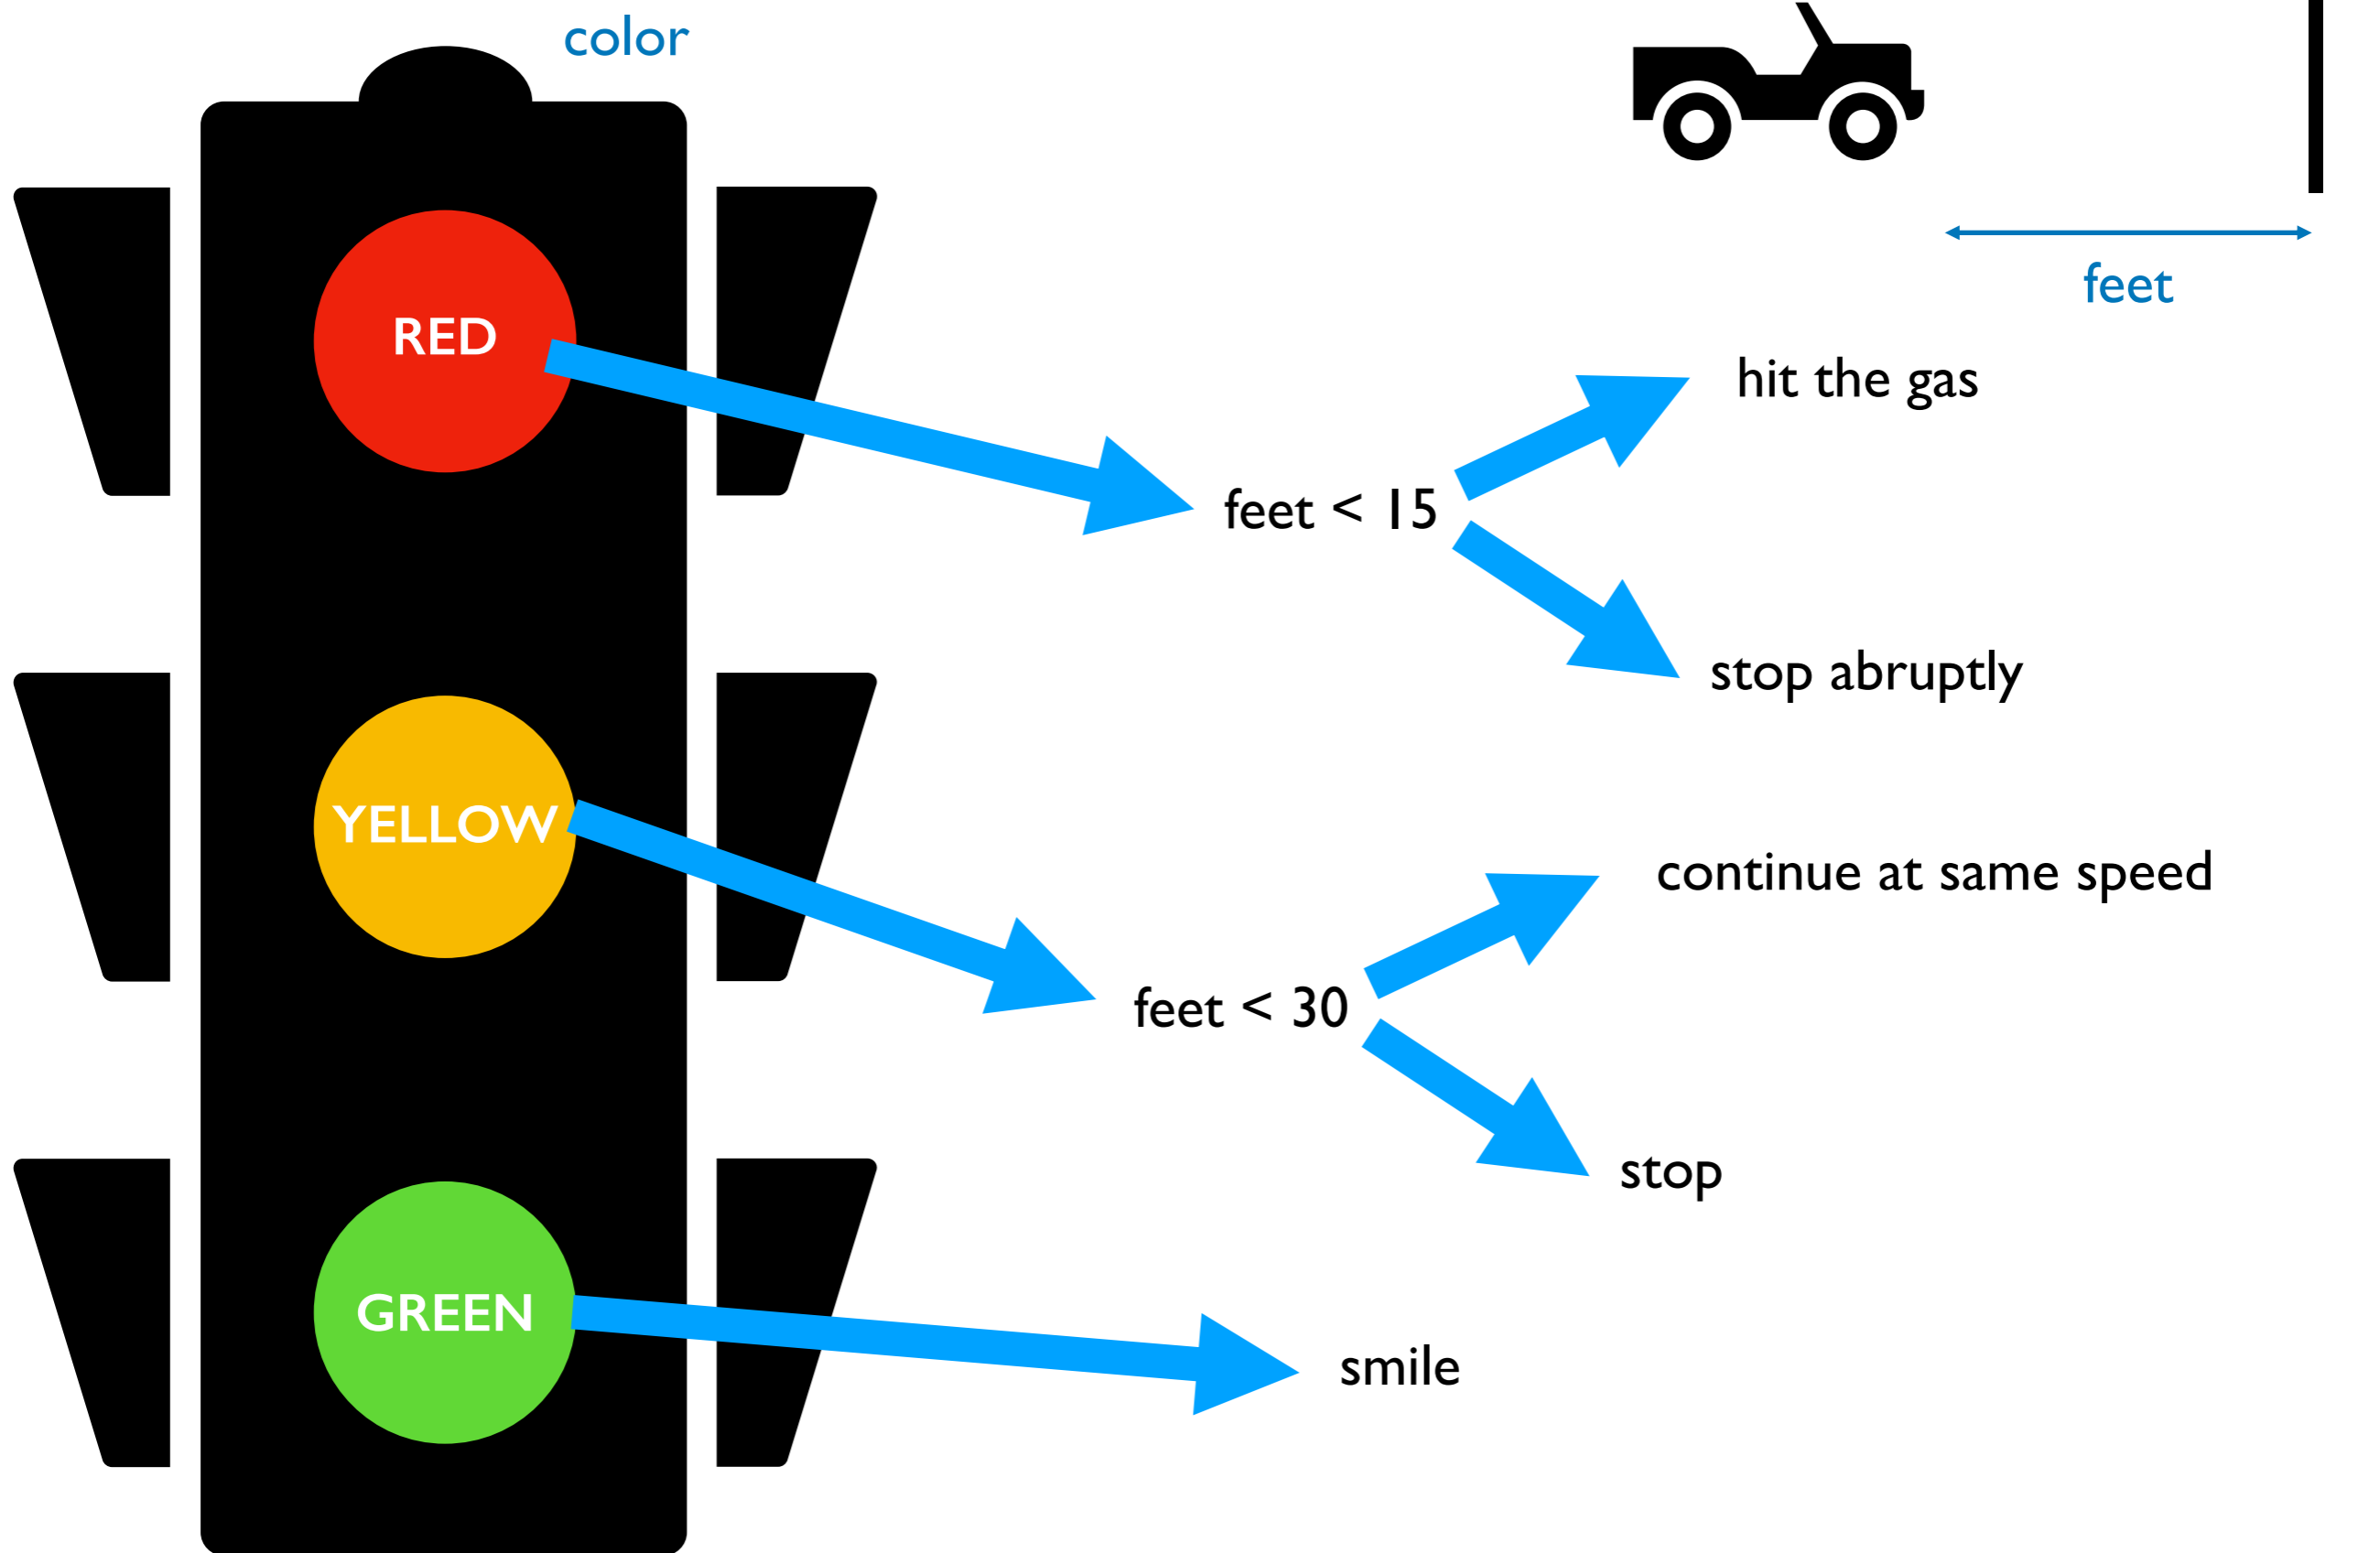 color
feet
RED
hit the gas
feet < 15
stop abruptly
YELLOW
continue at same speed
feet < 30
stop
GREEN
smile